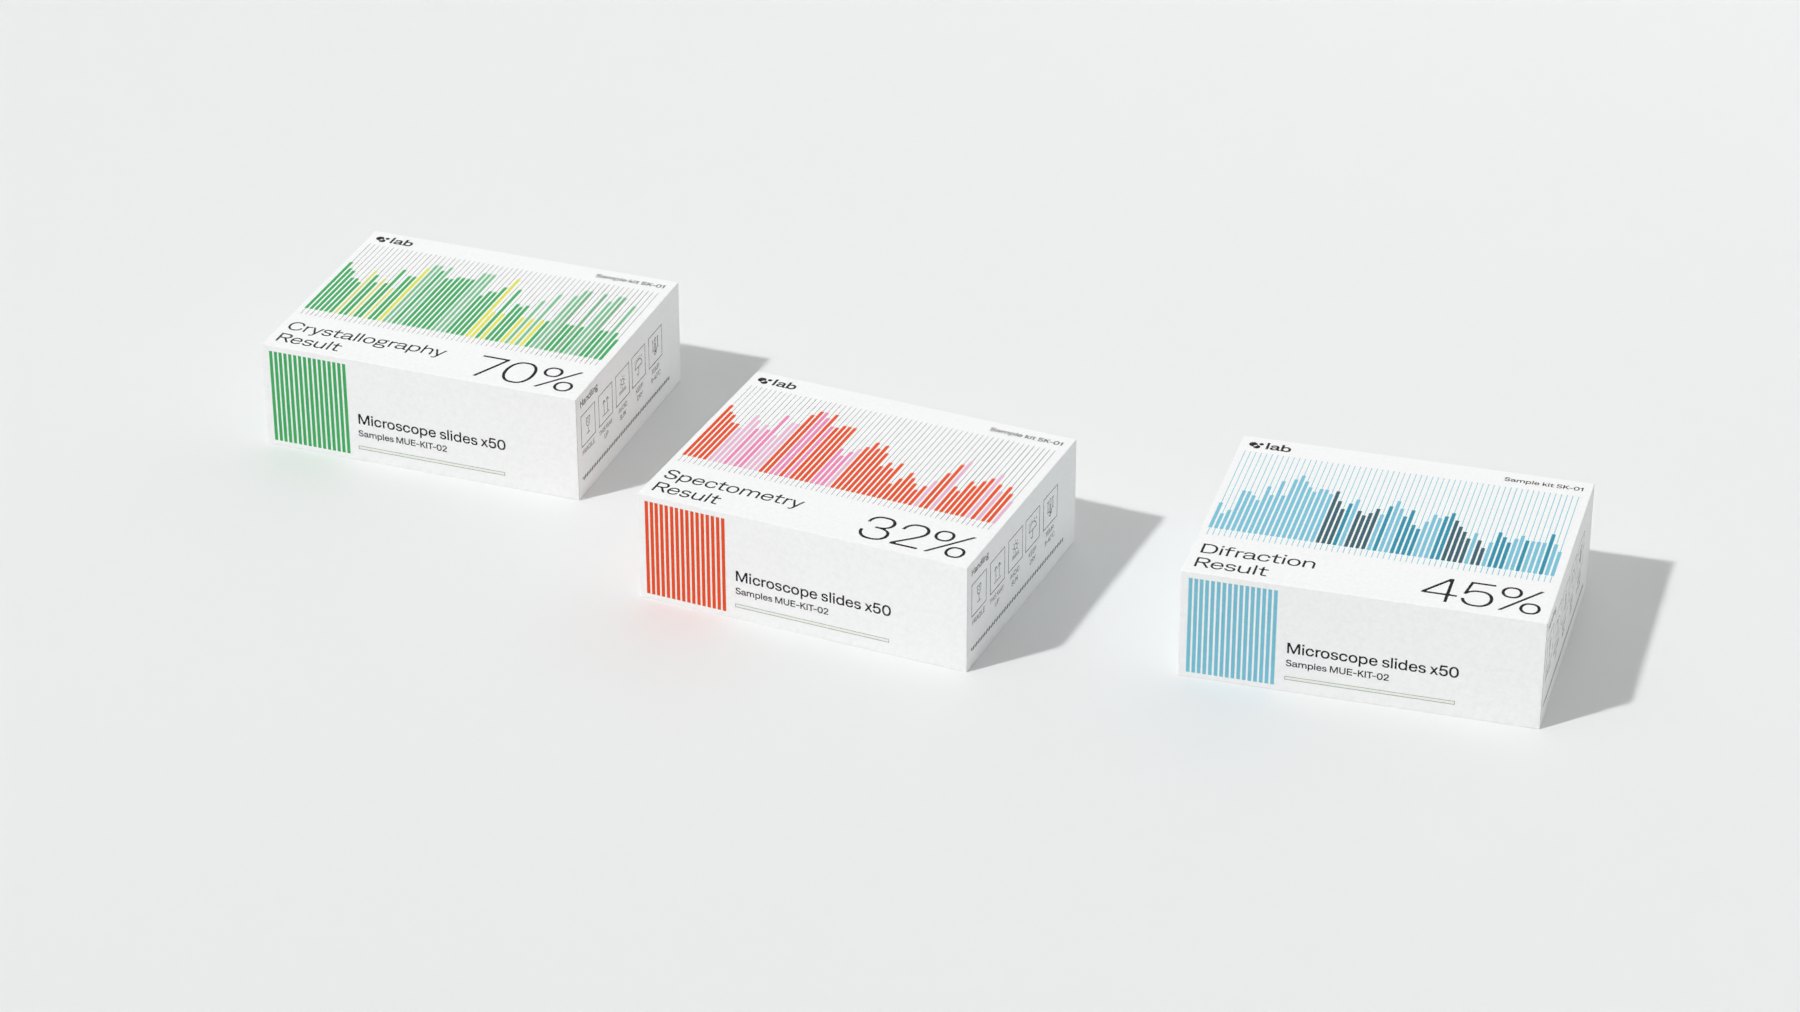 lab
Sample kit SK-01
Crystallography
Result
70%
Microscope slides x50
Samples MUE-KIT-02
Handling
lab
Sample kit SK-01
Spectometry
Result
32%
Microscope slides x50
Samples MUE-KIT-02
Handling
lab
Sample kit SK-01
Difraction
Result
45%
Microscope slides x50
Samples MUE-KIT-02